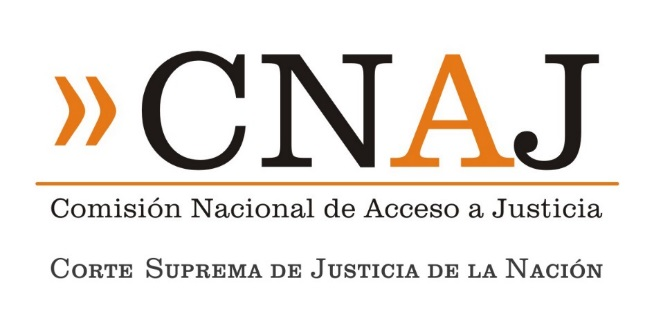 »CNAJ
Comisión Nacional de Acceso a Justicia
CORTE SUPREMA DE JUSTICIA DE LA NACIÓN